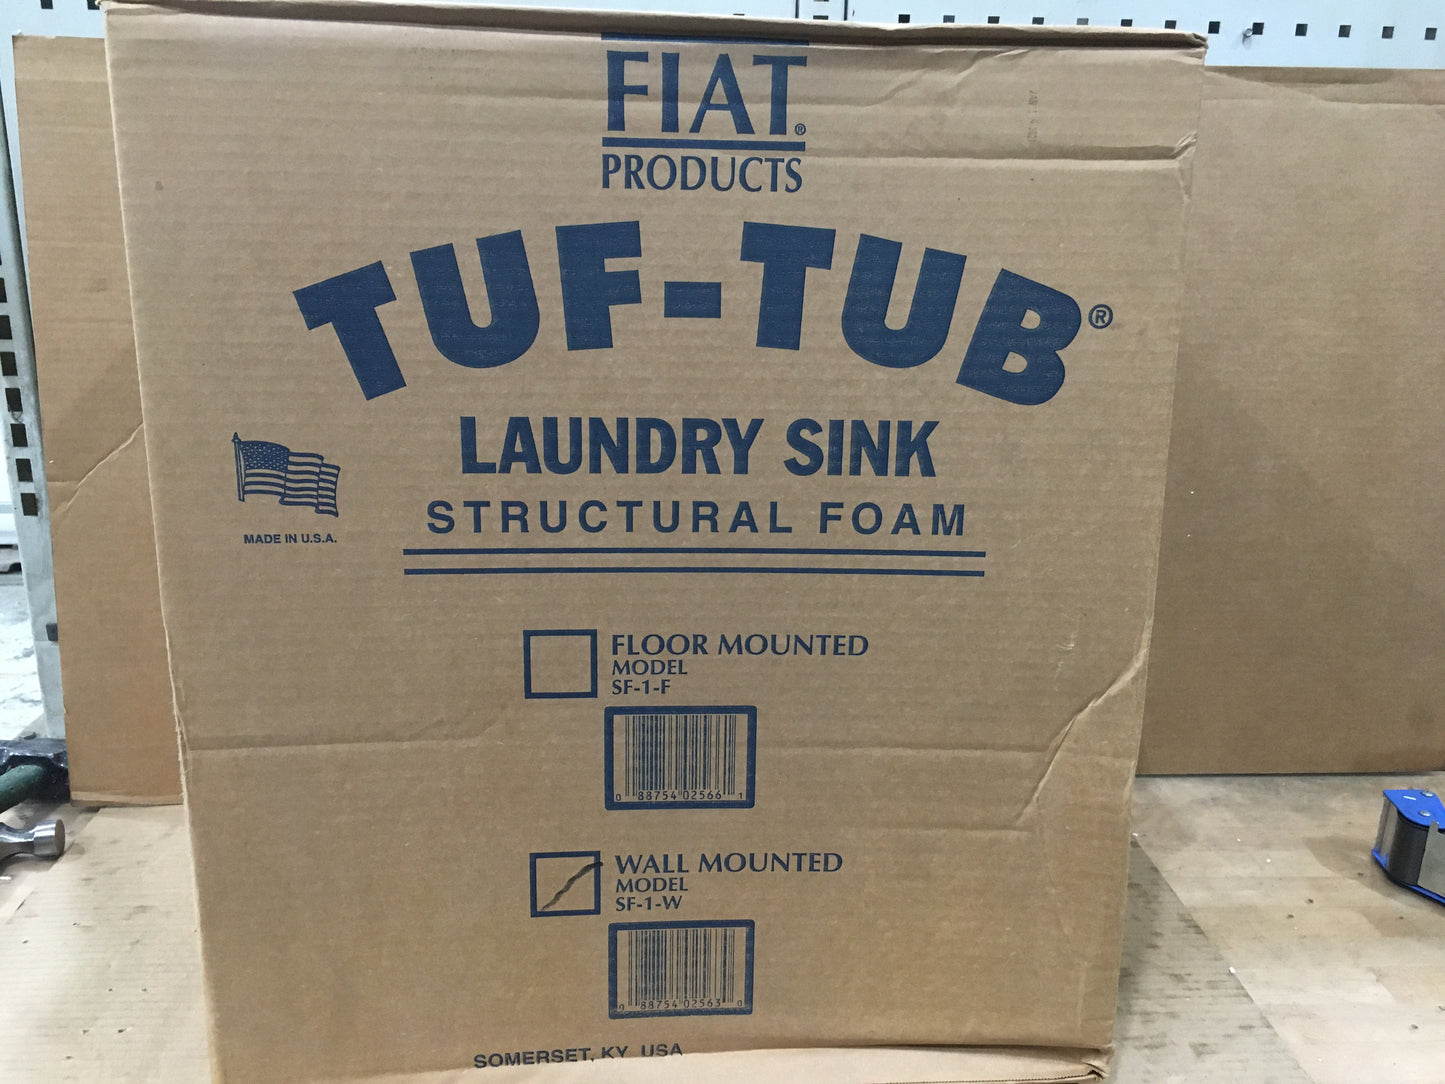 FIAT®
PRODUCTS
TUF-TUB®
LAUNDRY SINK
STRUCTURAL FOAM
MADE IN U.S.A.
FLOOR MOUNTED
MODEL
SF-1-F
0 88754 02566 1
WALL MOUNTED
MODEL
SF-1-W
0 88754 02563 0
SOMERSET, KY USA